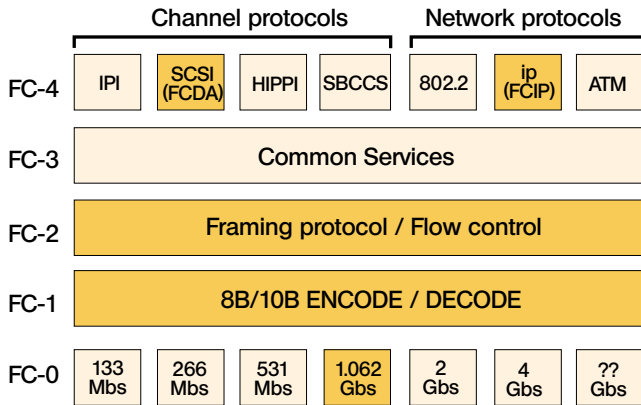 Channel protocols Network protocols
FC-4 IPI SCSI (FCDA) HIPPI SBCCS 802.2 ip (FCIP) ATM
FC-3 Common Services
FC-2 Framing protocol / Flow control
FC-1 8B/10B ENCODE / DECODE
FC-0 133 Mbs 266 Mbs 531 Mbs 1.062 Gbs 2 Gbs 4 Gbs ?? Gbs